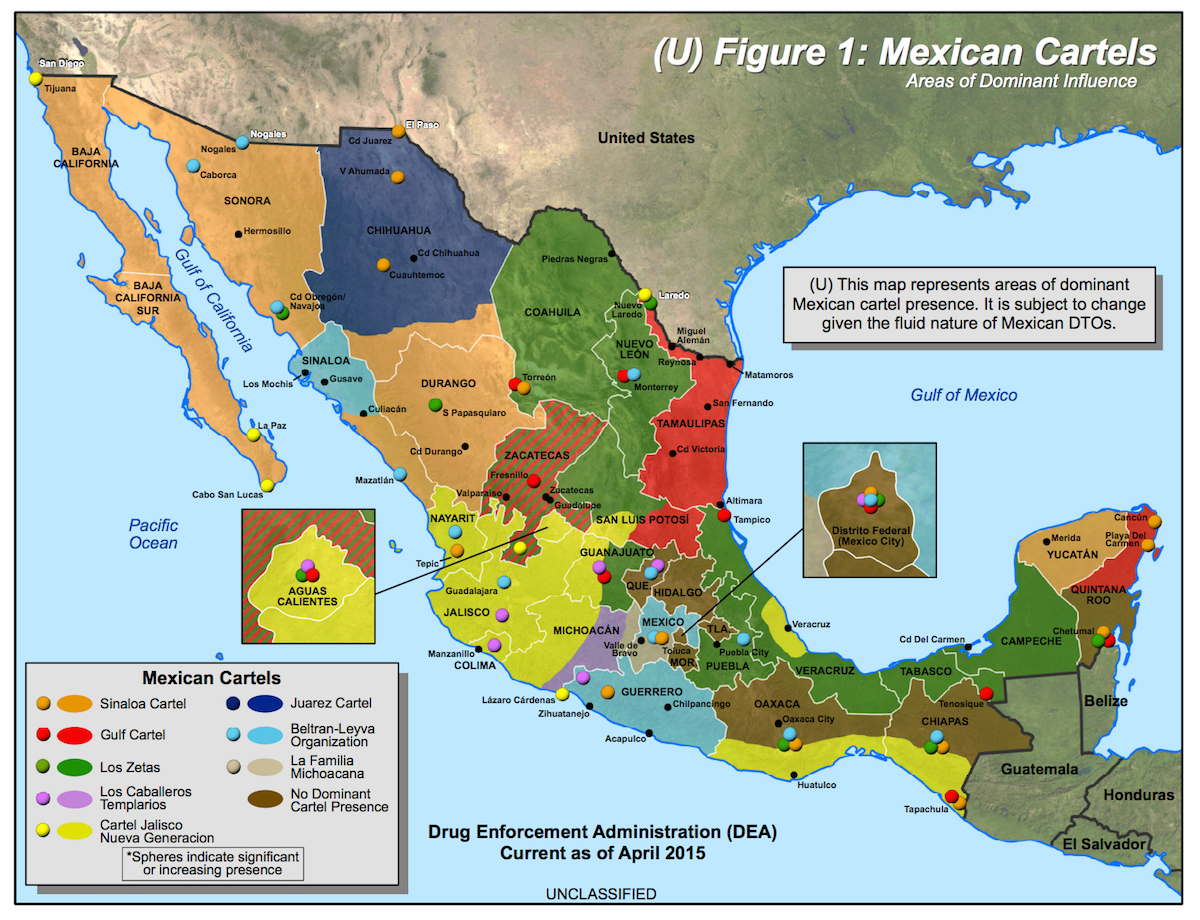 (U) Figure 1: Mexican Cartels
Areas of Dominant Influence
United States
San Diego
Tijuana
BAJA
CALIFORNIA
Nogales
Nogales
Caborca
SONORA
Hermosillo
El Paso
Cd Juarez
V Ahumada
CHIHUAHUA
Cd Chihuahua
Cuauhtemoc
Gulf of California
BAJA
CALIFORNIA
SUR
Cd Obregón/
Navajoa
Piedras Negras
COAHUILA
Laredo
Nuevo
Laredo
NUEVO
LEÓN
Miguel
Alemán
Reynosa
Matamoros
(U) This map represents areas of dominant
Mexican cartel presence. It is subject to change
given the fluid nature of Mexican DTOs.
Gulf of Mexico
SINALOA
Los Mochis
Gusave
Culiacán
DURANGO
S Papasquiaro
Cd Durango
Torreón
Monterrey
San Fernando
TAMAULIPAS
Cd Victoria
La Paz
Cabo San Lucas
Mazatlán
ZACATECAS
Fresnillo
Valparaiso
Zacatecas
Guadalupe
Altimara
Tampico
SAN LUIS POTOSÍ
Pacific
Ocean
NAYARIT
Tepic
GUANAJUATO
QUE
HIDALGO
Distrito Federal
(Mexico City)
Cancún
Playa Del
Carmen
Merida
YUCATÁN
QUINTANA
ROO
Chetumal
AGUAS
CALIENTES
Guadalajara
JALISCO
Manzanillo
COLIMA
MICHOACÁN
MEXICO
Valle de
Bravo
Toluca
MOR
TLA
Puebla City
PUEBLA
Veracruz
VERACRUZ
Cd Del Carmen
CAMPECHE
TABASCO
Tenosique
Belize
Lázaro Cárdenas
Zihuatanejo
GUERRERO
Chilpancingo
Acapulco
OAXACA
Oaxaca City
Huatulco
CHIAPAS
Tapachula
Guatemala
Honduras
El Salvador
Mexican Cartels
Sinaloa Cartel
Gulf Cartel
Los Zetas
Los Caballeros
Templarios
Cartel Jalisco
Nueva Generacion
Juarez Cartel
Beltran-Leyva
Organization
La Familia
Michoacana
No Dominant
Cartel Presence
*Spheres indicate significant
or increasing presence
Drug Enforcement Administration (DEA)
Current as of April 2015
UNCLASSIFIED